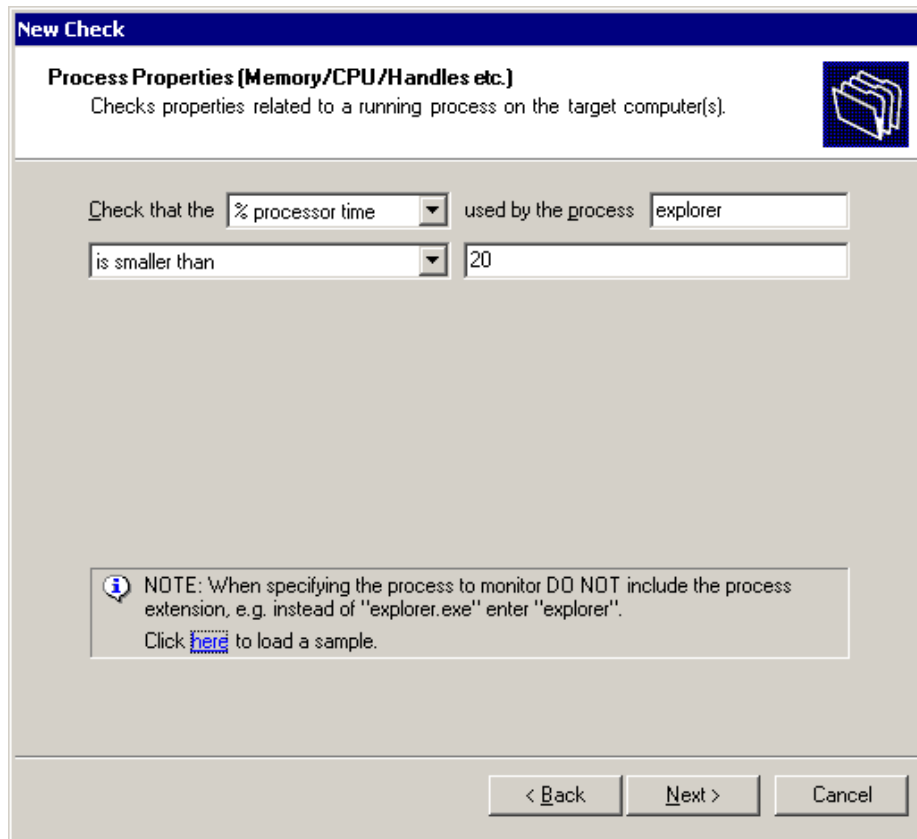 New Check
Process Properties (Memory/CPU/Handles etc.)
Checks properties related to a running process on the target computer(s).
Check that the % processor time used by the process explorer
is smaller than 20
NOTE: When specifying the process to monitor DO NOT include the process
extension, e.g. instead of "explorer.exe" enter "explorer".
Click here to load a sample.
< Back Next > Cancel